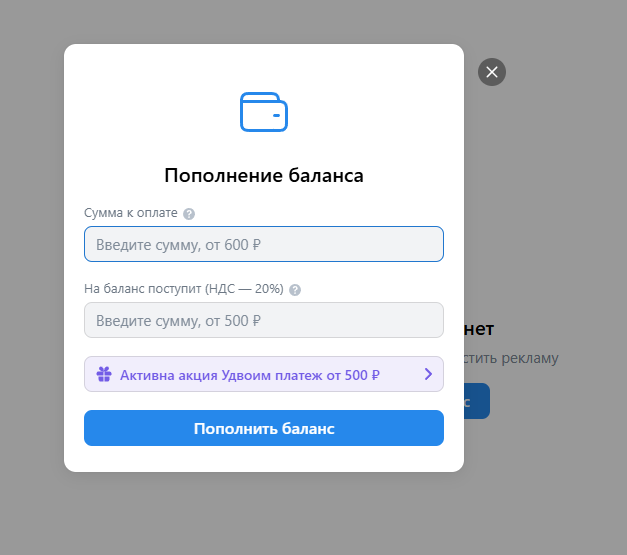 Пополнение баланса
Сумма к оплате ?
Введите сумму, от 600 ₽
На баланс поступит (НДС — 20%) ?
Введите сумму, от 500 ₽
нет
стить рекламу
Активна акция Удвоим платеж от 500 ₽
с
Пополнить баланс